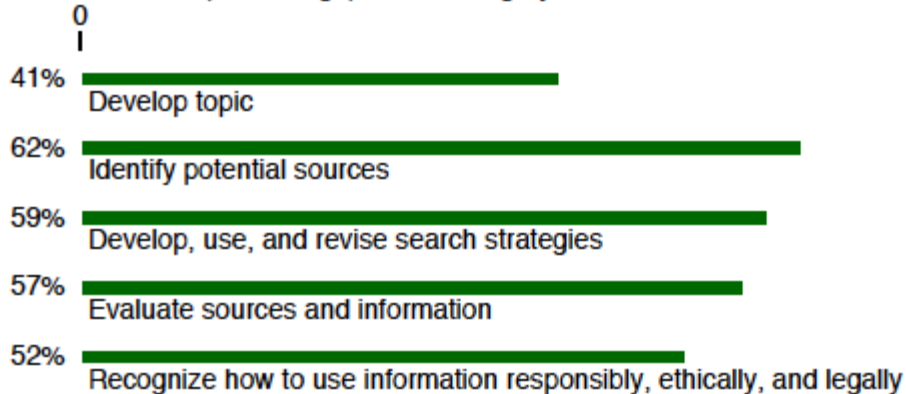 0
41%
Develop topic
62%
Identify potential sources
59%
Develop, use, and revise search strategies
57%
Evaluate sources and information
52%
Recognize how to use information responsibly, ethically, and legally